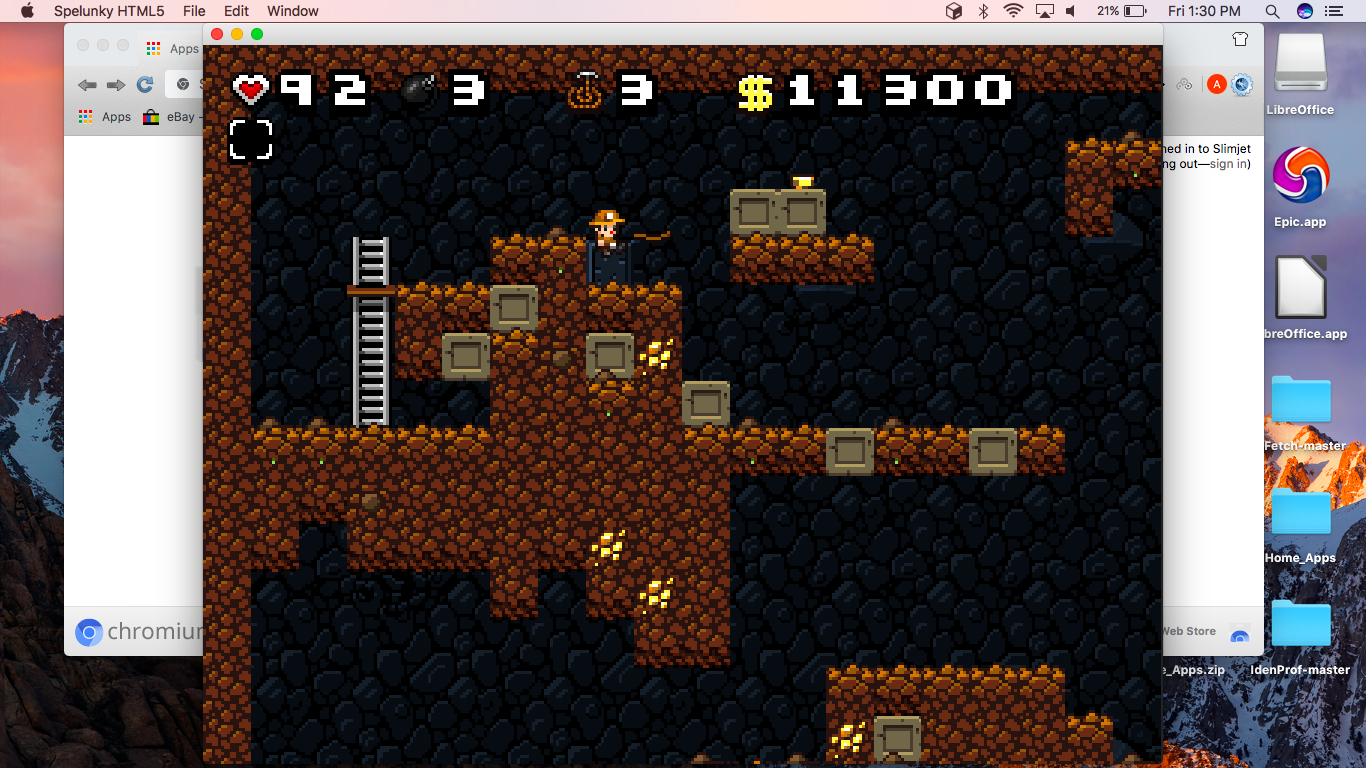 Spelunky HTML5 File Edit Window 21% Fri 1:30 PM
Apps
92 3 3 $11300
A
Apps eBay -
ned in to Slimjet
ng out—sign in)
LibreOffice
Epic.app
breOffice.app
Fetch-master
Home_Apps
chromium
Web Store
e_Apps.zip IdenProf-master